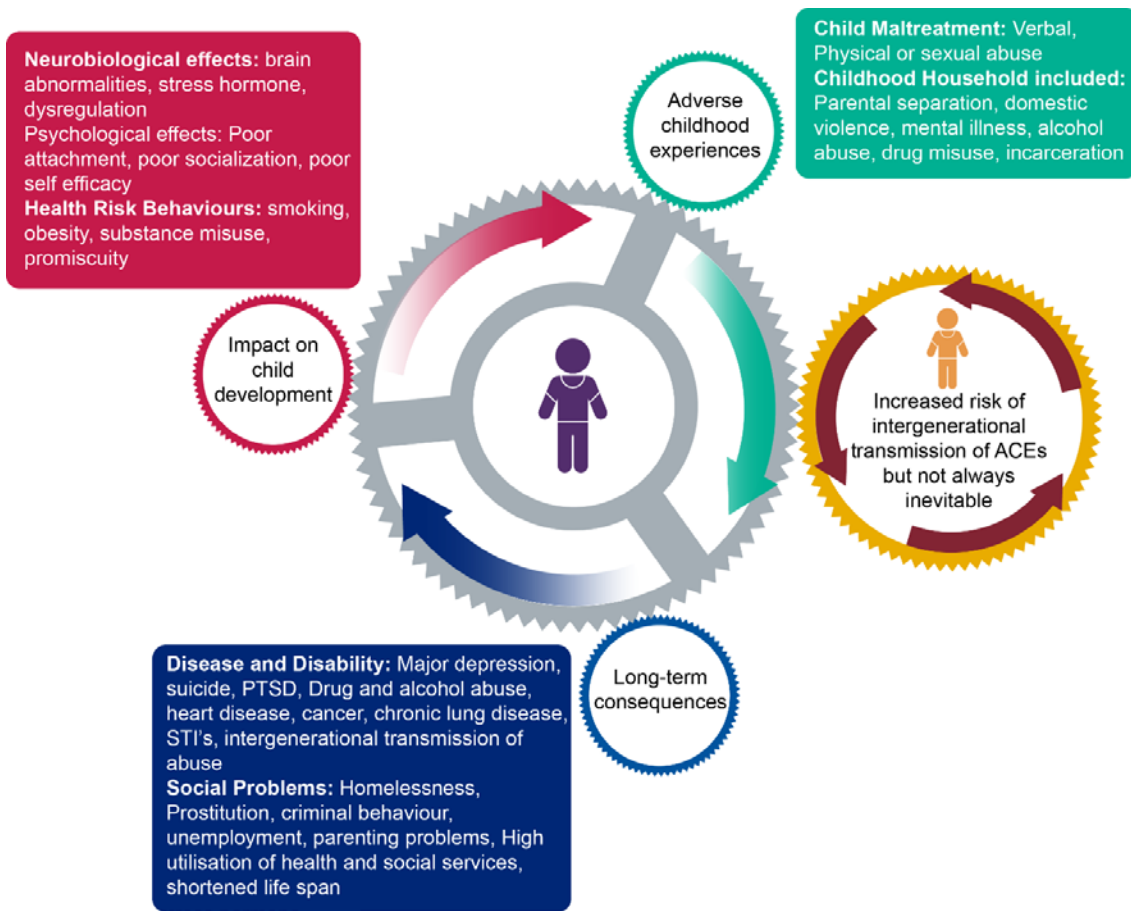 Neurobiological effects: brain
abnormalities, stress hormone,
dysregulation
Psychological effects: Poor
attachment, poor socialization, poor
self efficacy
Health Risk Behaviours: smoking,
obesity, substance misuse,
promiscuity
Adverse
childhood
experiences
Child Maltreatment: Verbal,
Physical or sexual abuse
Childhood Household included:
Parental separation, domestic
violence, mental illness, alcohol
abuse, drug misuse, incarceration
Impact on
child
development
Increased risk of
intergenerational
transmission of ACEs
but not always
inevitable
Disease and Disability: Major depression,
suicide, PTSD, Drug and alcohol abuse,
heart disease, cancer, chronic lung disease,
STI's, intergenerational transmission of
abuse
Social Problems: Homelessness,
Prostitution, criminal behaviour,
unemployment, parenting problems, High
utilisation of health and social services,
shortened life span
Long-term
consequences